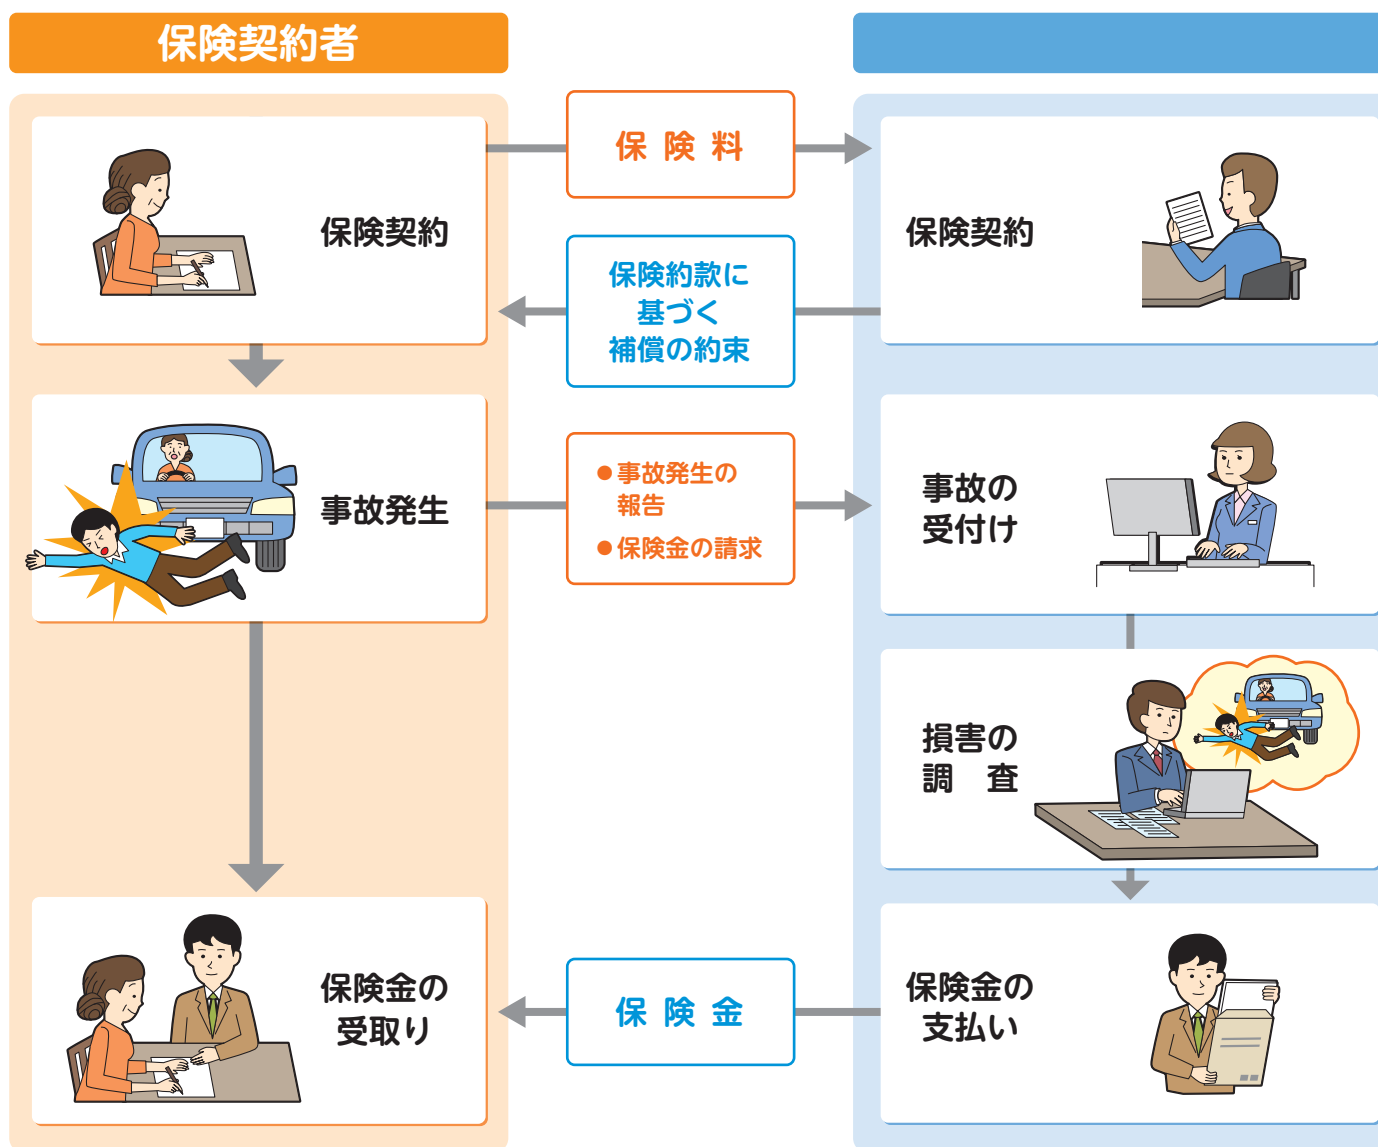 保険契約者
保険契約
保険料
保険契約
保険約款に
基づく
補償の約束
事故発生
●事故発生の
報告
●保険金の請求
事故の
受付け
損害の
調　査
保険金の
受取り
保険金
保険金の
支払い